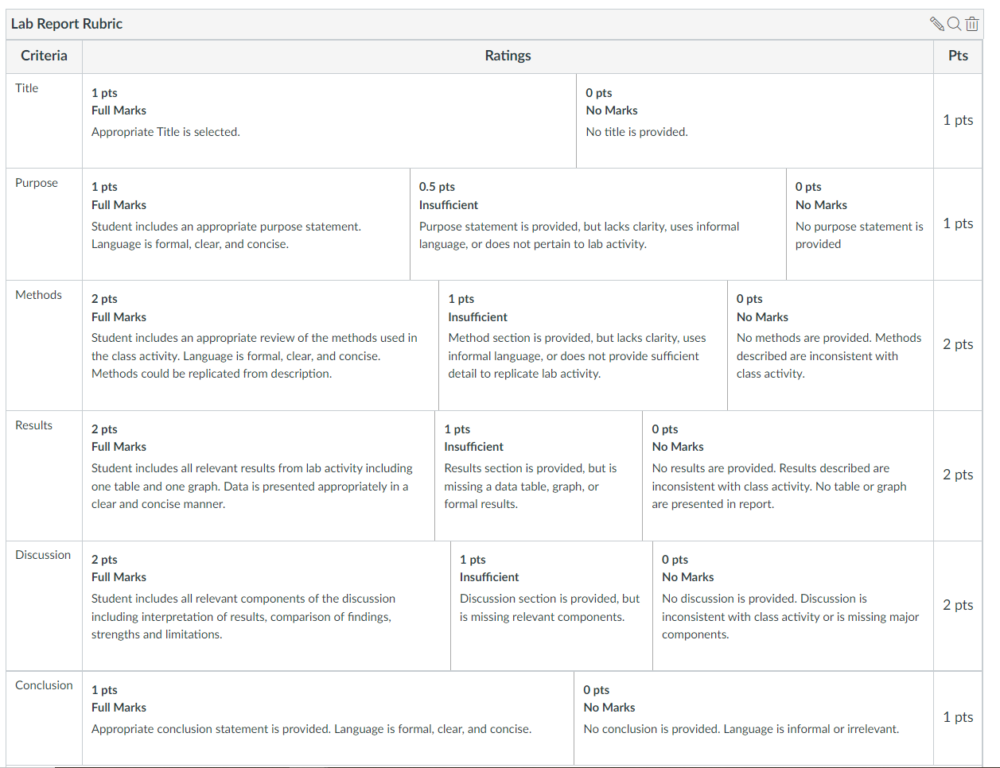 Lab Report Rubric
Criteria
Ratings
Pts
Title
1 pts
Full Marks
Appropriate Title is selected.
0 pts
No Marks
No title is provided.
1 pts
Purpose
1 pts
Full Marks
Student includes an appropriate purpose statement.
Language is formal, clear, and concise.
0.5 pts
Insufficient
Purpose statement is provided, but lacks clarity, uses informal
language, or does not pertain to lab activity.
0 pts
No Marks
No purpose statement is
provided
1 pts
Methods
2 pts
Full Marks
Student includes an appropriate review of the methods used in
the class activity. Language is formal, clear, and concise.
Methods could be replicated from description.
1 pts
Insufficient
Method section is provided, but lacks clarity, uses
informal language, or does not provide sufficient
detail to replicate lab activity.
0 pts
No Marks
No methods are provided. Methods
described are inconsistent with
class activity.
2 pts
Results
2 pts
Full Marks
Student includes all relevant results from lab activity including
one table and one graph. Data is presented appropriately in a
clear and concise manner.
1 pts
Insufficient
Results section is provided, but is
missing a data table, graph, or
formal results.
0 pts
No Marks
No results are provided. Results described are
inconsistent with class activity. No table or graph
are presented in report.
2 pts
Discussion
2 pts
Full Marks
Student includes all relevant components of the discussion
including interpretation of results, comparison of findings,
strengths and limitations.
1 pts
Insufficient
Discussion section is provided, but
is missing relevant components.
0 pts
No Marks
No discussion is provided. Discussion is
inconsistent with class activity or is missing major
components.
2 pts
Conclusion
1 pts
Full Marks
Appropriate conclusion statement is provided. Language is formal, clear, and concise.
0 pts
No Marks
No conclusion is provided. Language is informal or irrelevant.
1 pts